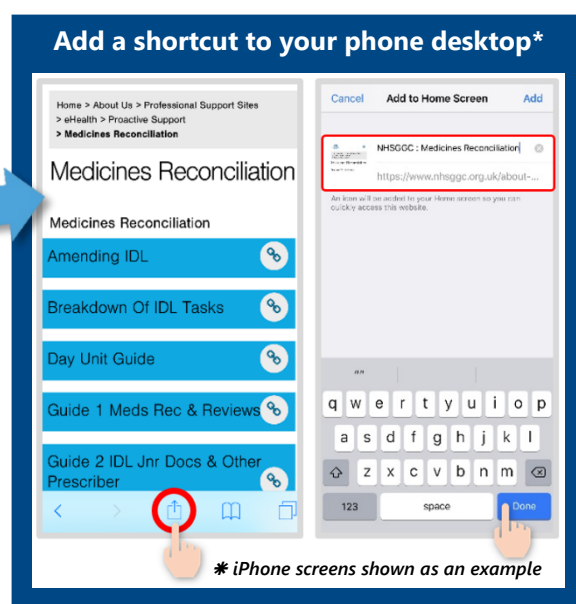 Add a shortcut to your phone desktop*
Home > About Us > Professional Support Sites
> eHealth > Proactive Support
> Medicines Reconciliation
Medicines Reconciliation
Medicines Reconciliation
Amending IDL
Breakdown Of IDL Tasks
Day Unit Guide
Guide 1 Meds Rec & Reviews
Guide 2 IDL Jnr Docs & Other
Prescriber
Cancel Add to Home Screen Add
NHSGGC : Medicines Reconciliation
https://www.nhsggc.org.uk/about-...
An icon will be added to your Home screen so you can
quickly access this website.
“”
q w e r t y u i o p
a s d f g h j k l
z x c v b n m
123 space Done
* iPhone screens shown as an example